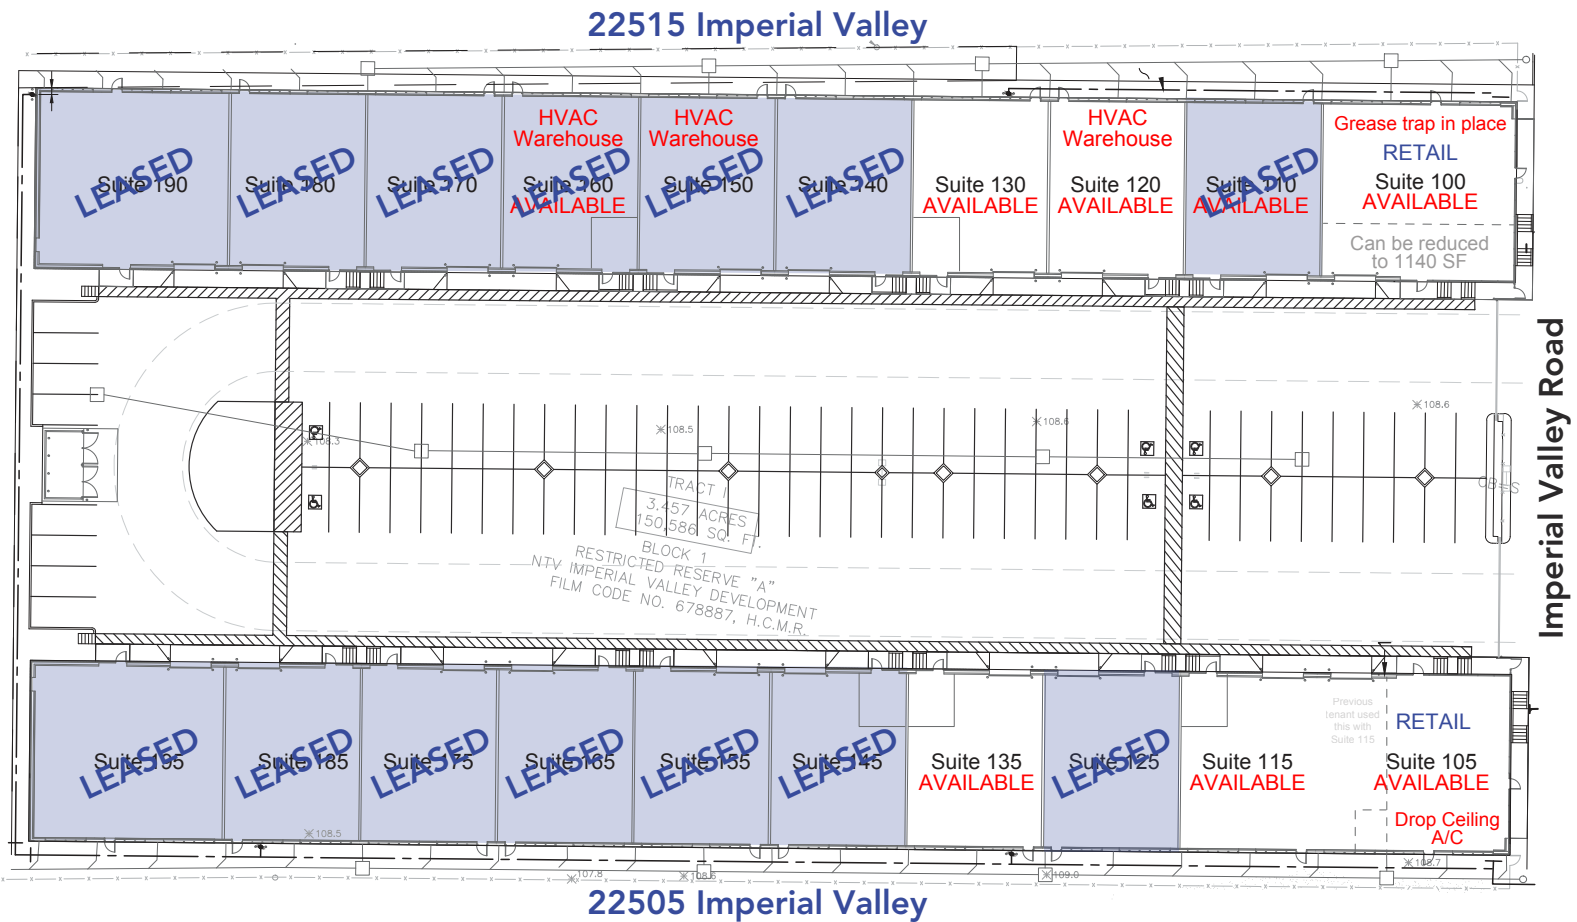 22515 Imperial Valley
LEASED
Suite 190
LEASED
Suite 180
LEASED
Suite 170
HVAC
Warehouse
LEASED
Suite 160
AVAILABLE
HVAC
Warehouse
LEASED
Suite 150
LEASED
Suite 140
Suite 130
AVAILABLE
HVAC
Warehouse
Suite 120
AVAILABLE
LEASED
Suite 110
AVAILABLE
Grease trap in place
RETAIL
Suite 100
AVAILABLE
Can be reduced
to 1140 SF
Imperial Valley Road
108.3
108.5
108.6
108.6
TRACT I
3.457 ACRES
150,586 SQ. FT.
BLOCK 1
RESTRICTED RESERVE "A"
NTV IMPERIAL VALLEY DEVELOPMENT
FILM CODE NO. 678887, H.C.M.R.
LEASED
Suite 195
LEASED
Suite 185
LEASED
Suite 175
LEASED
Suite 165
LEASED
Suite 155
LEASED
Suite 145
Suite 135
AVAILABLE
LEASED
Suite 125
Suite 115
AVAILABLE
Previous
tenant used
this with
Suite 115
RETAIL
Suite 105
AVAILABLE
Drop Ceiling
A/C
108.5
107.8
108.6
109.0
108.7
22505 Imperial Valley